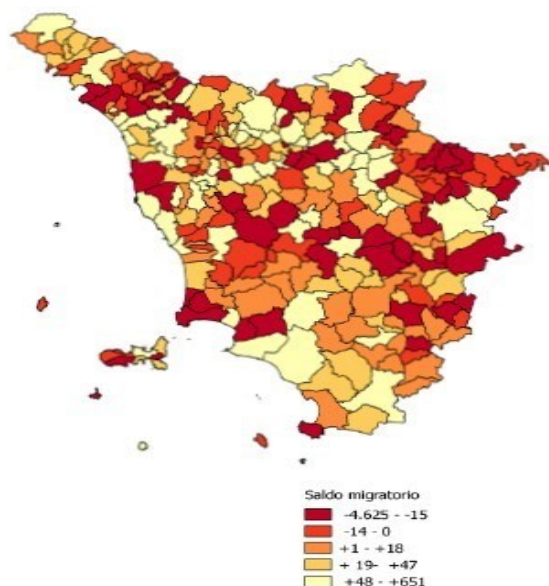 Saldo migratorio
-4.625 - -15
-14 - 0
+1 - +18
+ 19- +47
+48 - +651